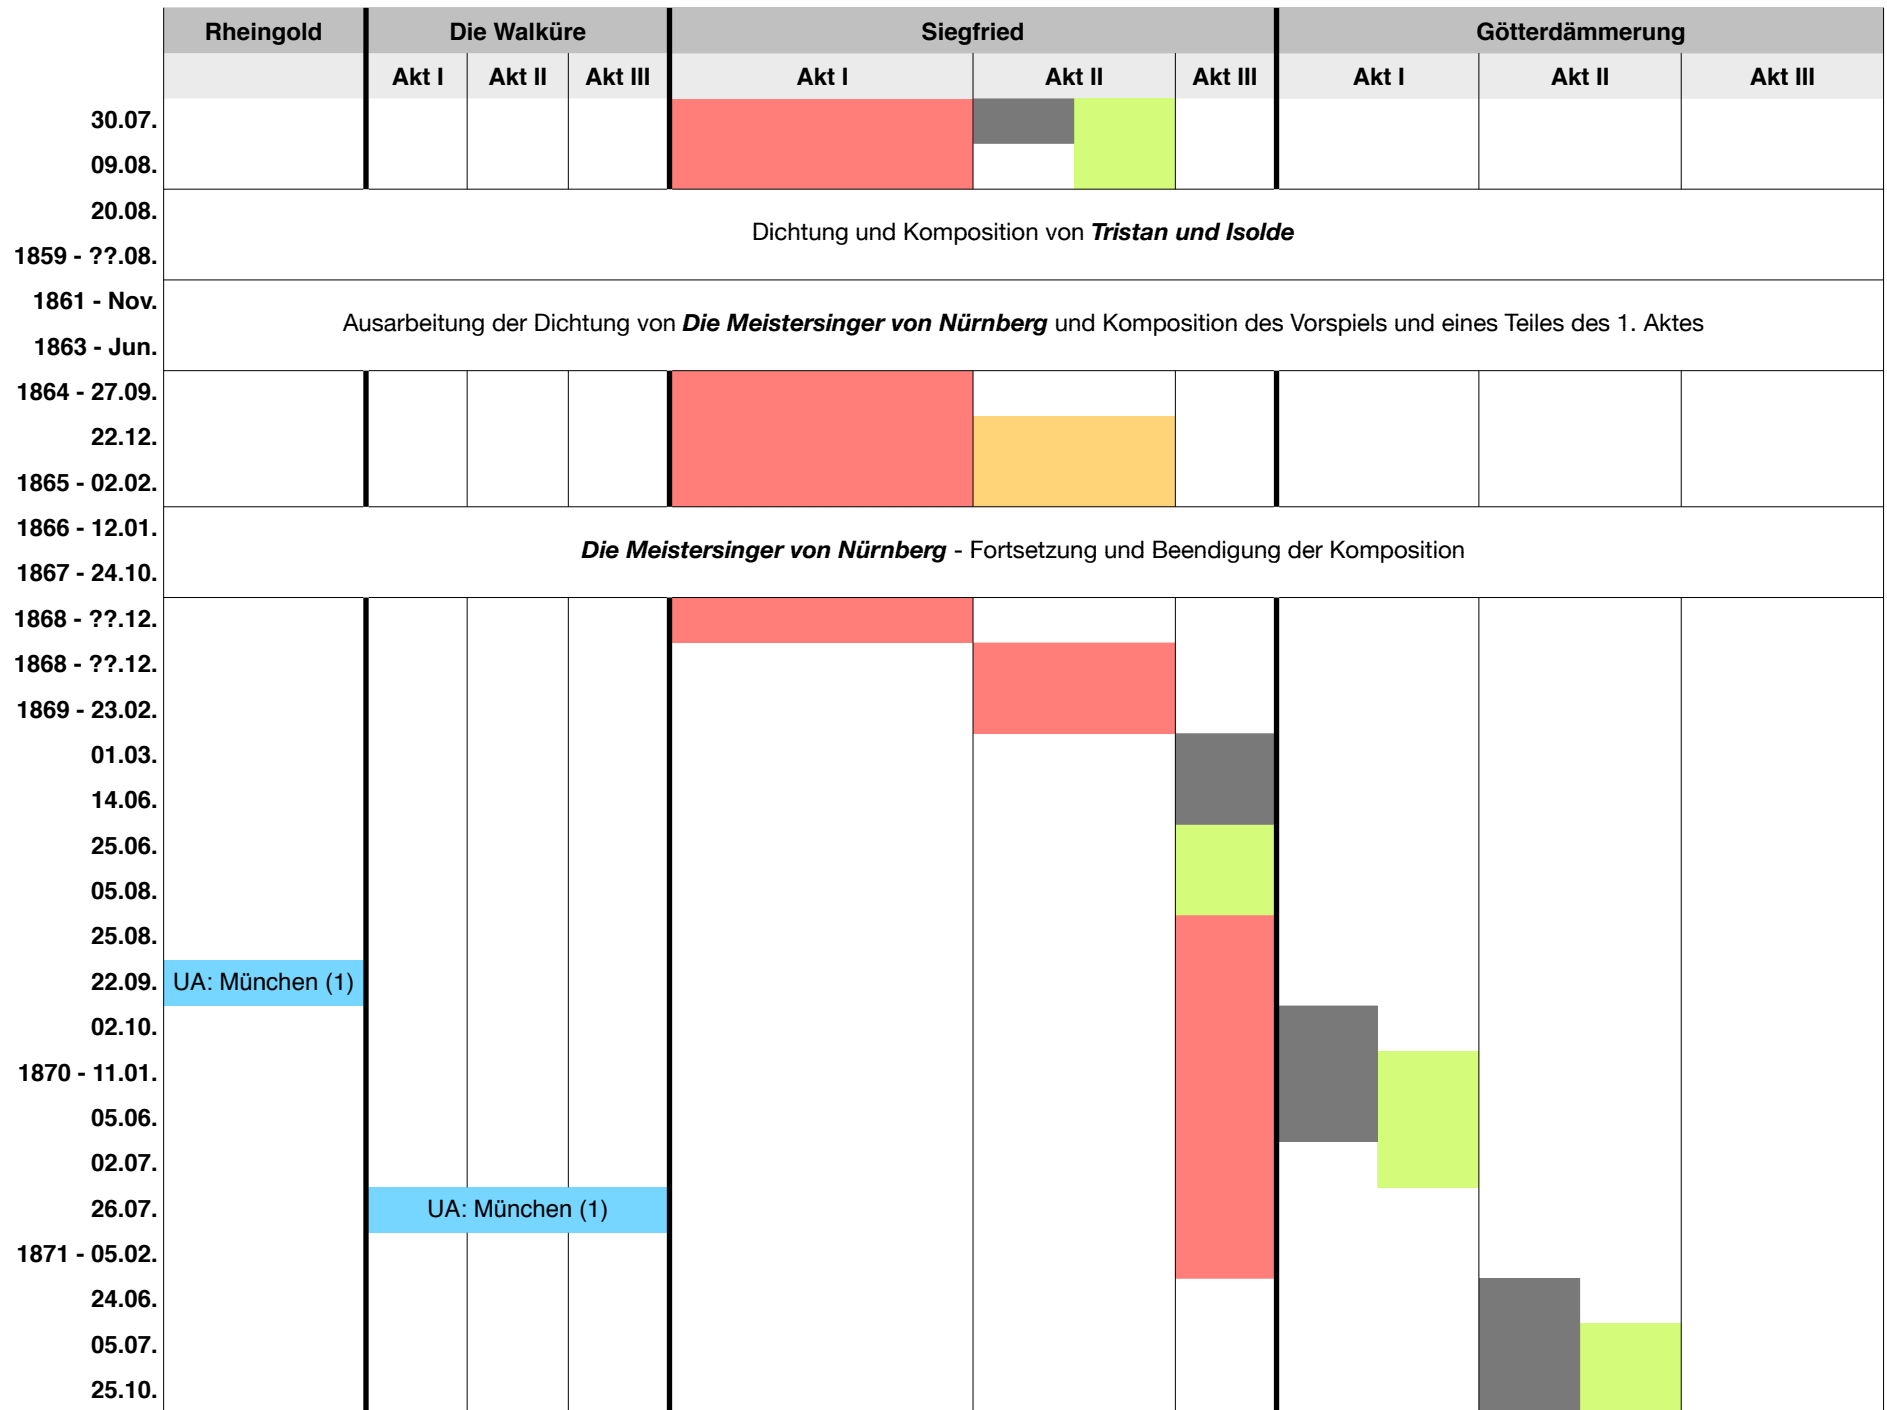 Rheingold Die Walküre Siegfried Götterdämmerung
Akt I Akt II Akt III Akt I Akt II Akt III Akt I Akt II Akt III
30.07.
09.08.
20.08.
Dichtung und Komposition von Tristan und Isolde
1859 - ??.08.
1861 - Nov.
Ausarbeitung der Dichtung von Die Meistersinger von Nürnberg und Komposition des Vorspiels und eines Teiles des 1. Aktes
1863 - Jun.
1864 - 27.09.
22.12.
1865 - 02.02.
1866 - 12.01.
Die Meistersinger von Nürnberg - Fortsetzung und Beendigung der Komposition
1867 - 24.10.
1868 - ??.12.
1868 - ??.12.
1869 - 23.02.
01.03.
14.06.
25.06.
05.08.
25.08.
22.09. UA: München (1)
02.10.
1870 - 11.01.
05.06.
02.07.
26.07. UA: München (1)
1871 - 05.02.
24.06.
05.07.
25.10.